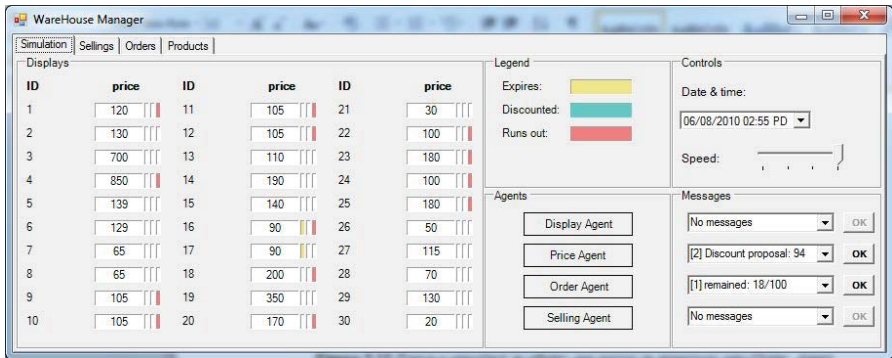 WareHouse Manager
Simulation Sellings Orders Products
Displays
ID price ID price ID price
1 120 11 105 21 30
2 130 12 105 22 100
3 700 13 110 23 180
4 850 14 190 24 100
5 139 15 140 25 180
6 129 16 90 26 50
7 65 17 90 27 115
8 65 18 200 28 70
9 105 19 350 29 130
10 105 20 170 30 20
Legend
Expires:
Discounted:
Runs out:
Controls
Date & time:
06/08/2010 02:55 PD
Speed:
Agents
Display Agent
Price Agent
Order Agent
Selling Agent
Messages
No messages OK
[2] Discount proposal: 94 OK
[1] remained: 18/100 OK
No messages OK